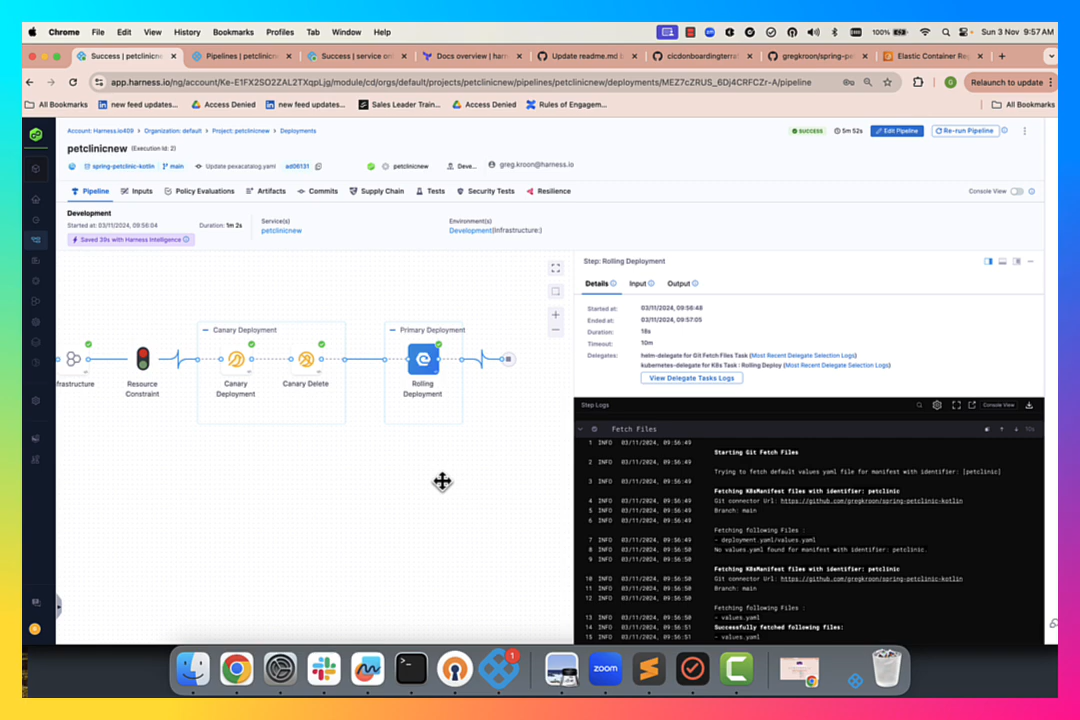 Chrome File Edit View History Bookmarks Profiles Tab Window Help 100% Sun 3 Nov 9:57 AM
Success | petclinicnew Pipelines | petclinicnew Success | service on Docs overview | harn Update readme.md cicdonboardingterra gregkroon/spring-pe Elastic Container Reg
app.harness.io/ng/account/Ke-E1FX2SO2ZAL2TXqpLjg/module/cd/orgs/default/projects/petclinicnew/pipelines/petclinicnew/deployments/MEZ7cZRUS_6Dj4CRFCZr-A/pipeline G Relaunch to update
All Bookmarks new feed updates... Access Denied new feed updates... Sales Leader Train... Access Denied Rules of Engagem... All Bookmarks
Account: Harness.io409 > Organization: default > Project: petclinicnew > Deployments
SUCCESS 5m 52s Edit Pipeline Re-run Pipeline
petclinicnew (Execution Id: 2)
spring-petclinic-kotlin main Update pexacatalog.yaml ad06131 petclinicnew Deve... greg.kroon@harness.io
Pipeline Inputs Policy Evaluations Artifacts Commits Supply Chain Tests Security Tests Resilience Console View
Development
Started at: 03/11/2024, 09:56:04 Duration: 1m 2s
Saved 39s with Harness Intelligence
Service(s)
petclinicnew
Environment(s)
Development(Infrastructure:)
Canary Deployment
Primary Deployment
frastructure
Resource
Constraint
Canary
Deployment
Canary Delete
Rolling
Deployment
Step: Rolling Deployment
Details Input Output
Started at: 03/11/2024, 09:56:48
Ended at: 03/11/2024, 09:57:05
Duration: 18s
Timeout: 10m
Delegates: helm-delegate for Git Fetch Files Task (Most Recent Delegate Selection Logs)
kubernetes-delegate for K8s Task : Rolling Deploy (Most Recent Delegate Selection Logs)
View Delegate Tasks Logs
Step Logs Console View
Fetch Files 10s
1 INFO 03/11/2024, 09:56:49
Starting Git Fetch Files
2 INFO 03/11/2024, 09:56:49
Trying to fetch default values yaml file for manifest with identifier: [petclinic]
3 INFO 03/11/2024, 09:56:49
Fetching K8sManifest files with identifier: petclinic
4 INFO 03/11/2024, 09:56:49 Git connector Url: https://github.com/gregkroon/spring-petclinic-kotlin
5 INFO 03/11/2024, 09:56:49 Branch: main
6 INFO 03/11/2024, 09:56:49
Fetching following Files :
7 INFO 03/11/2024, 09:56:49 - deployment.yaml/values.yaml
8 INFO 03/11/2024, 09:56:50 No values.yaml found for manifest with identifier: petclinic.
9 INFO 03/11/2024, 09:56:50
Fetching K8sManifest files with identifier: petclinic
10 INFO 03/11/2024, 09:56:50 Git connector Url: https://github.com/gregkroon/spring-petclinic-kotlin
11 INFO 03/11/2024, 09:56:50 Branch: main
12 INFO 03/11/2024, 09:56:50
Fetching following Files :
13 INFO 03/11/2024, 09:56:50 - values.yaml
14 INFO 03/11/2024, 09:56:51 Successfully fetched following files:
15 INFO 03/11/2024, 09:56:51 - values.yaml
1
zoom